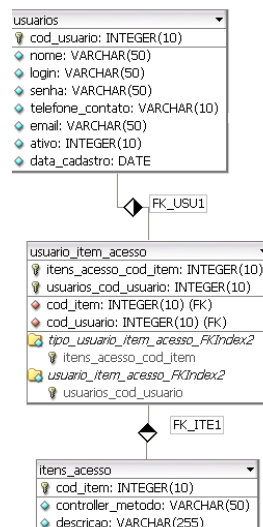 usuarios
cod_usuario: INTEGER(10)
nome: VARCHAR(50)
login: VARCHAR(50)
senha: VARCHAR(50)
telefone_contato: VARCHAR(10)
email: VARCHAR(50)
ativo: INTEGER(10)
data_cadastro: DATE
FK_USU1
usuario_item_acesso
itens_acesso_cod_item: INTEGER(10)
usuarios_cod_usuario: INTEGER(10)
cod_item: INTEGER(10) (FK)
cod_usuario: INTEGER(10) (FK)
tipo_usuario_item_acesso_FKIndex2
itens_acesso_cod_item
usuario_item_acesso_FKIndex2
usuarios_cod_usuario
FK_ITE1
itens_acesso
cod_item: INTEGER(10)
controller_metodo: VARCHAR(50)
descricao: VARCHAR(255)